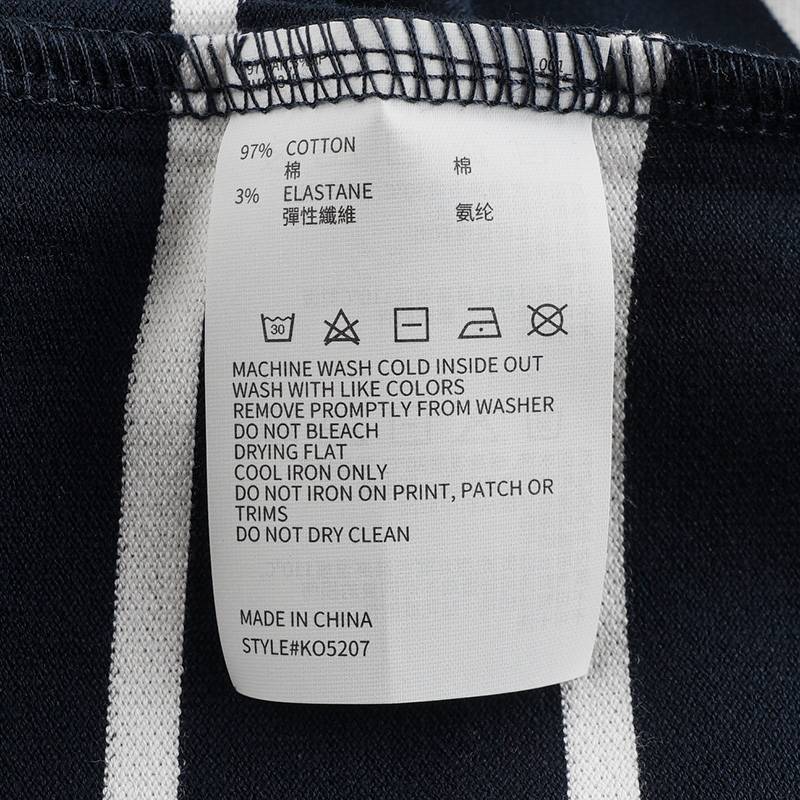 97% COTTON
棉 棉
3% ELASTANE
彈性纖維 氨纶
30
MACHINE WASH COLD INSIDE OUT
WASH WITH LIKE COLORS
REMOVE PROMPTLY FROM WASHER
DO NOT BLEACH
DRYING FLAT
COOL IRON ONLY
DO NOT IRON ON PRINT, PATCH OR
TRIMS
DO NOT DRY CLEAN
MADE IN CHINA
STYLE#KO5207